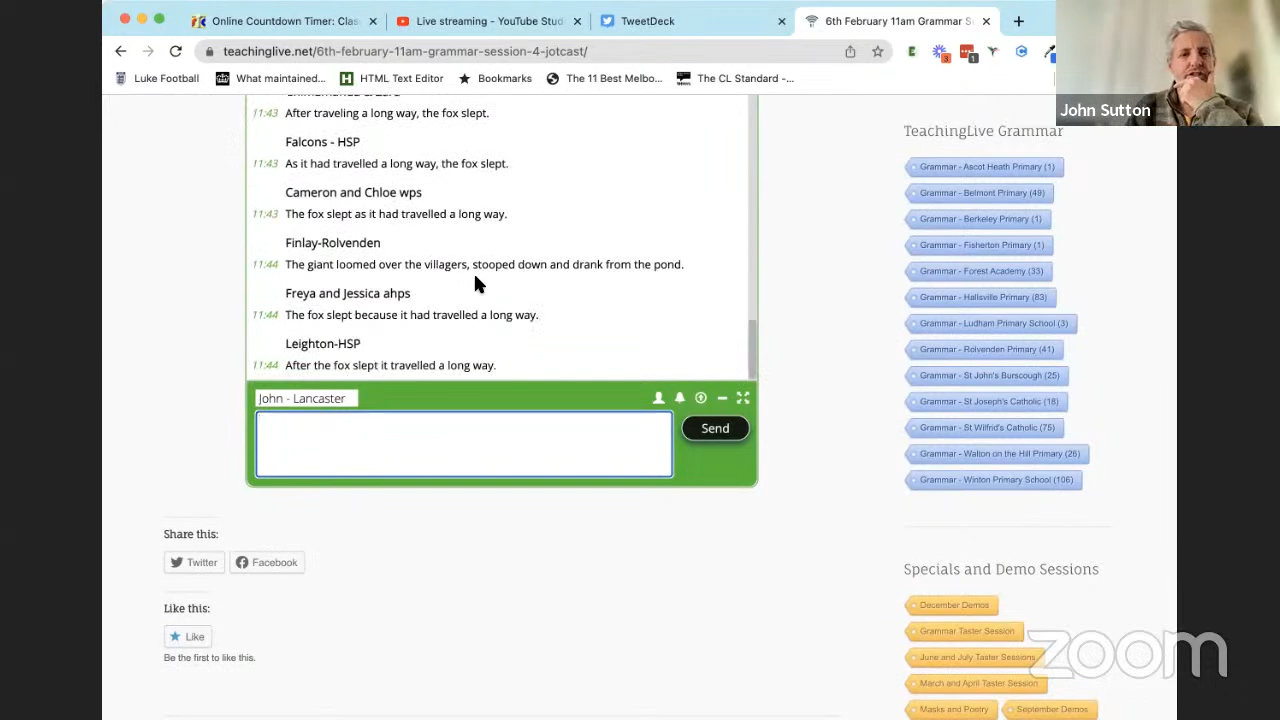 Online Countdown Timer: Clas
Live streaming - YouTube Stud
TweetDeck
6th February 11am Grammar S
teachinglive.net/6th-february-11am-grammar-session-4-jotcast/
3
1
Luke Football
What maintained...
HTML Text Editor
Bookmarks
The 11 Best Melbo...
The CL Standard -...
John Sutton
11:43 After traveling a long way, the fox slept.
Falcons - HSP
11:43 As it had travelled a long way, the fox slept.
Cameron and Chloe wps
11:43 The fox slept as it had travelled a long way.
Finlay-Rolvenden
11:44 The giant loomed over the villagers, stooped down and drank from the pond.
Freya and Jessica ahps
11:44 The fox slept because it had travelled a long way.
Leighton-HSP
11:44 After the fox slept it travelled a long way.
John - Lancaster
Send
Share this:
Twitter
Facebook
Like this:
Like
Be the first to like this.
TeachingLive Grammar
Grammar - Ascot Heath Primary (1)
Grammar - Belmont Primary (49)
Grammar - Berkeley Primary (1)
Grammar - Fisherton Primary (1)
Grammar - Forest Academy (33)
Grammar - Hallsville Primary (83)
Grammar - Ludham Primary School (3)
Grammar - Rolvenden Primary (41)
Grammar - St John's Burscough (25)
Grammar - St Joseph's Catholic (18)
Grammar - St Wilfrid's Catholic (75)
Grammar - Walton on the Hill Primary (26)
Grammar - Winton Primary School (106)
Specials and Demo Sessions
December Demos
Grammar Taster Session
June and July Taster Sessions
March and April Taster Session
Masks and Poetry
September Demos
zoom